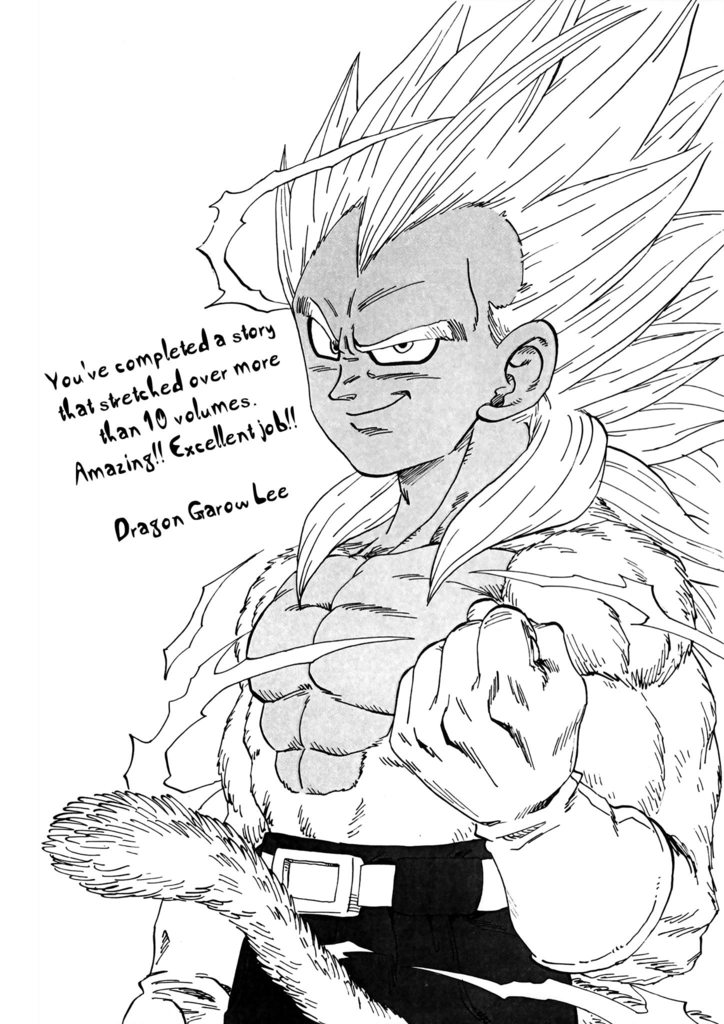 You've completed a story
that stretched over more
than 10 volumes.
Amazing!! Excellent job!!
Dragon Garow Lee